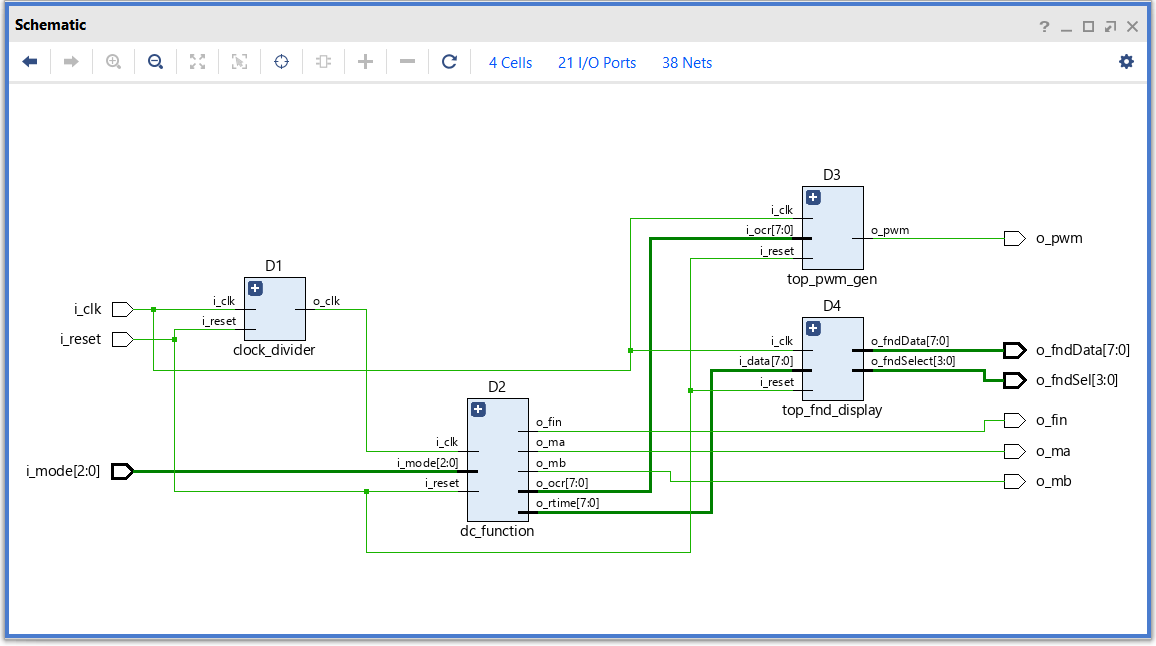 Schematic
4 Cells 21 I/O Ports 38 Nets
D3
i_clk
i_ocr[7:0]
i_reset
o_pwm
top_pwm_gen
o_pwm
D1
i_clk
i_reset
i_clk
i_reset
o_clk
clock_divider
D4
i_clk
i_data[7:0]
i_reset
o_fndData[7:0]
o_fndSelect[3:0]
top_fnd_display
o_fndData[7:0]
o_fndSel[3:0]
D2
i_mode[2:0]
i_clk
i_mode[2:0]
i_reset
o_fin
o_ma
o_mb
o_ocr[7:0]
o_rtime[7:0]
dc_function
o_fin
o_ma
o_mb